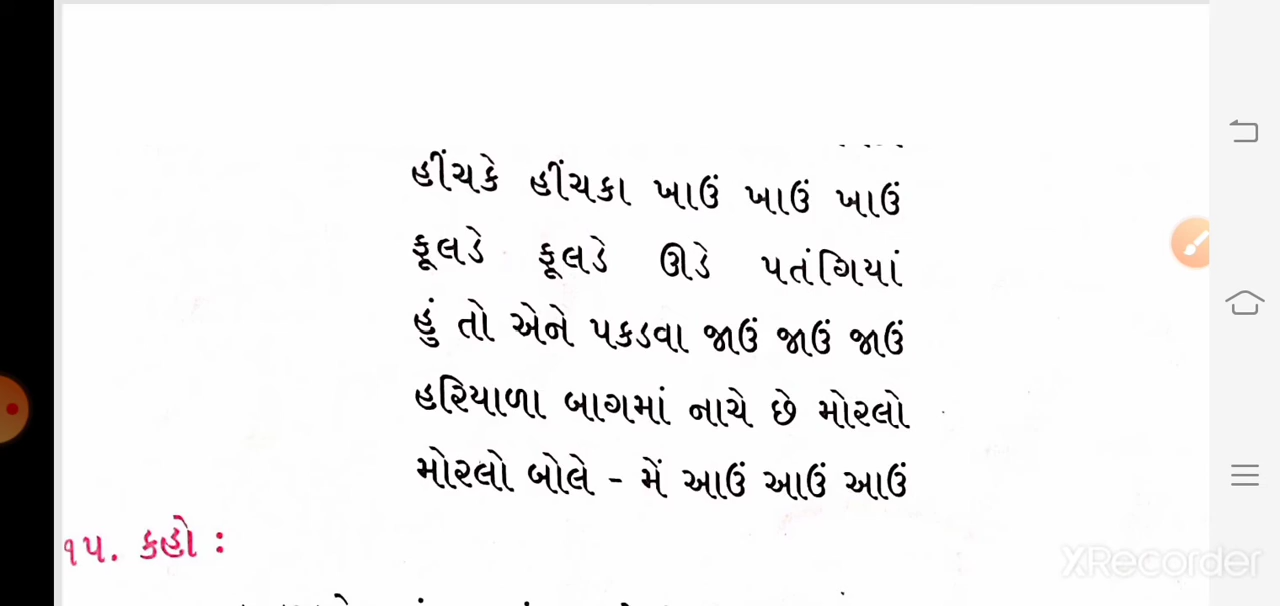 હીંચકે હીંચકા ખાઉં ખાઉં ખાઉં
ફૂલડે ફૂલડે ઊડે પતંગિયાં
હું તો એને પકડવા જાઉં જાઉં જાઉં
હરિયાળા બાગમાં નાચે છે મોરલો
મોરલો બોલે - મેં આઉં આઉં આઉં
૧૫. કહો :
XRecorder